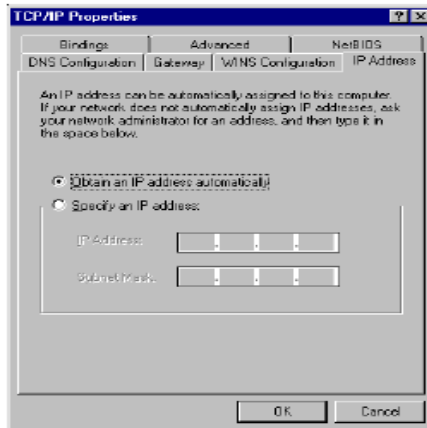 TCP/IP Properties
Bindings Advanced NetBIOS
DNS Configuration Gateway WINS Configuration IP Address
An IP address can be automatically assigned to this computer.
If your network does not automatically assign IP addresses, ask
your network administrator for an address, and then type it in
the space below.
Obtain an IP address automatically
Specify an IP address:
IP Address:
Subnet Mask:
OK Cancel